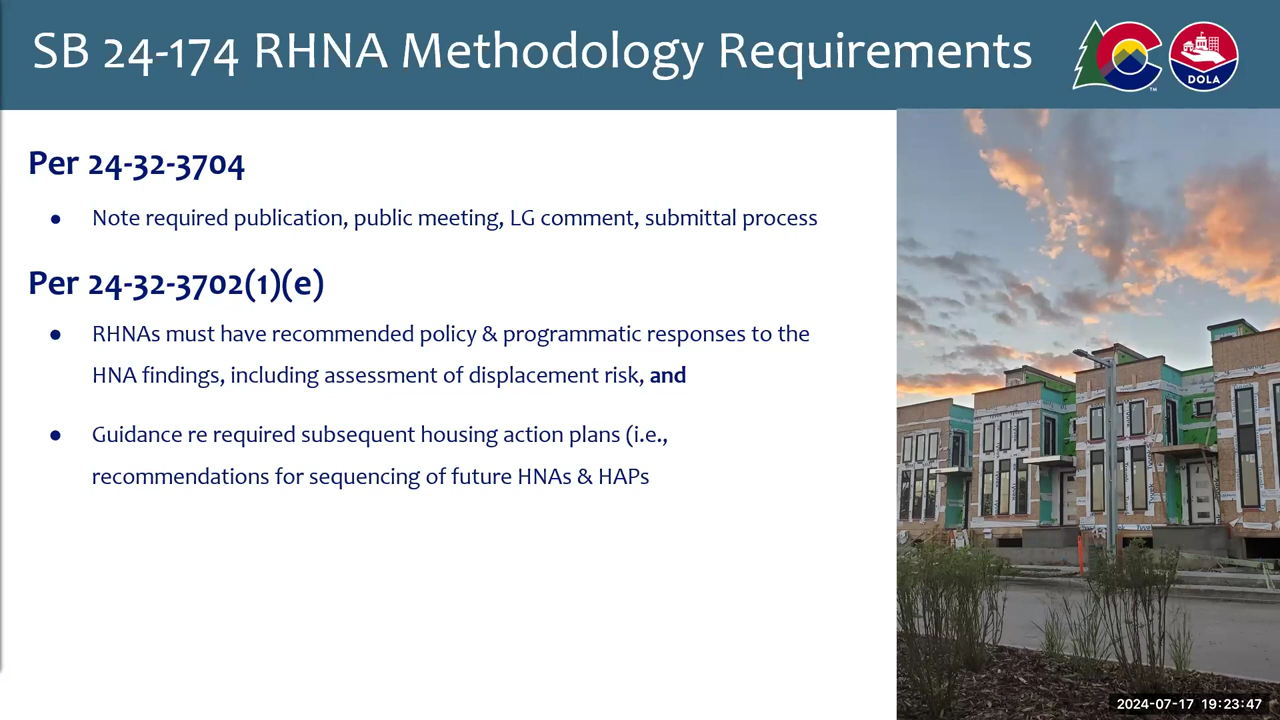 SB 24-174 RHNA Methodology Requirements
DOLA
TM
Per 24-32-3704
● Note required publication, public meeting, LG comment, submittal process
Per 24-32-3702(1)(e)
● RHNAs must have recommended policy & programmatic responses to the
HNA findings, including assessment of displacement risk, and
● Guidance re required subsequent housing action plans (i.e.,
recommendations for sequencing of future HNAs & HAPs
2024-07-17 19:23:47